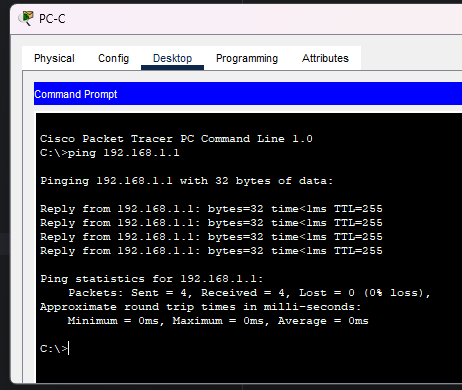 PC-C
Physical Config Desktop Programming Attributes
Command Prompt
Cisco Packet Tracer PC Command Line 1.0
C:\>ping 192.168.1.1
Pinging 192.168.1.1 with 32 bytes of data:
Reply from 192.168.1.1: bytes=32 time<1ms TTL=255
Reply from 192.168.1.1: bytes=32 time<1ms TTL=255
Reply from 192.168.1.1: bytes=32 time<1ms TTL=255
Reply from 192.168.1.1: bytes=32 time<1ms TTL=255
Ping statistics for 192.168.1.1:
Packets: Sent = 4, Received = 4, Lost = 0 (0% loss),
Approximate round trip times in milli-seconds:
Minimum = 0ms, Maximum = 0ms, Average = 0ms
C:\>